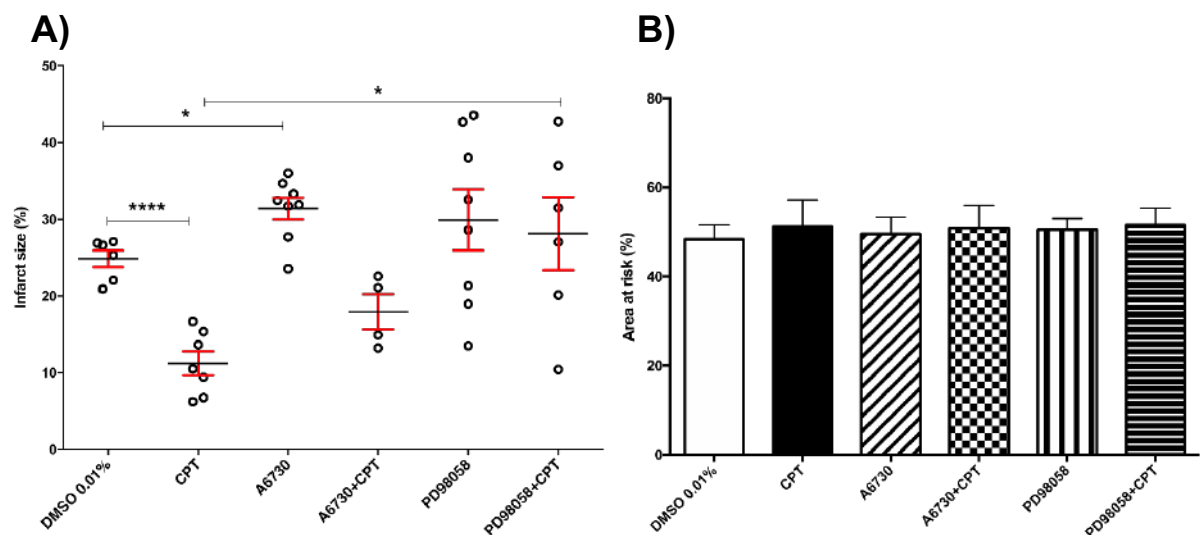 A)
B)
50
40
30
20
10
0
Infarct size (%)
*
*
****
DMSO 0.01%
CPT
A6730
A6730+CPT
PD98058
PD98058+CPT
80
60
40
20
0
Area at risk (%)
DMSO 0.01%
CPT
A6730
A6730+CPT
PD98058
PD98058+CPT